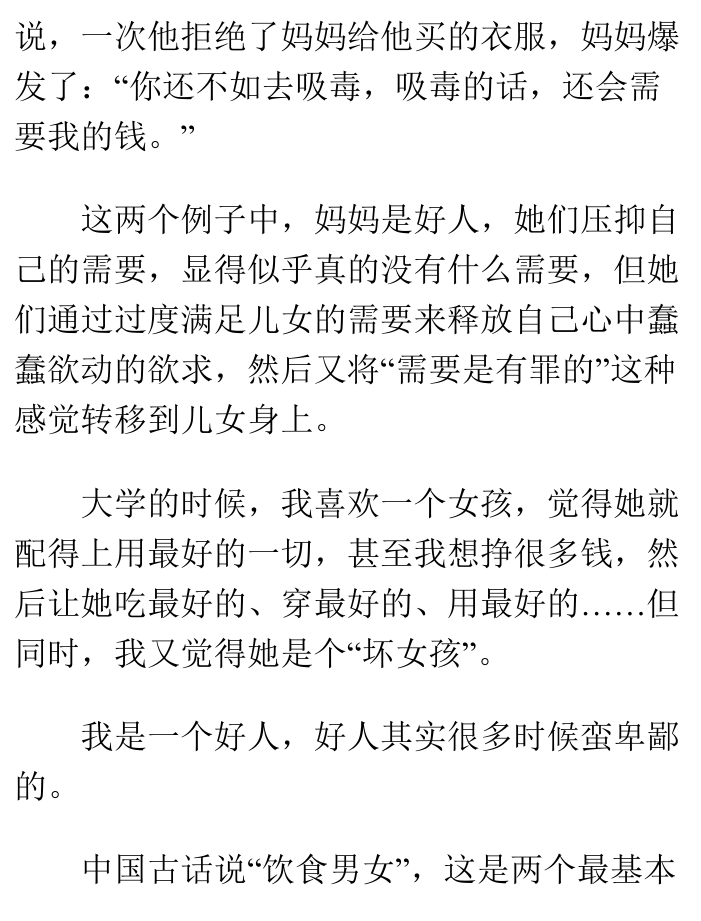 说，一次他拒绝了妈妈给他买的衣服，妈妈爆
发了：“你还不如去吸毒，吸毒的话，还会需
要我的钱。”
这两个例子中，妈妈是好人，她们压抑自
己的需要，显得似乎真的没有什么需要，但她
们通过过度满足儿女的需要来释放自己心中蠢
蠢欲动的欲求，然后又将“需要是有罪的”这种
感觉转移到儿女身上。
大学的时候，我喜欢一个女孩，觉得她就
配得上用最好的一切，甚至我想挣很多钱，然
后让她吃最好的、穿最好的、用最好的……但
同时，我又觉得她是个“坏女孩”。
我是一个好人，好人其实很多时候蛮卑鄙
的。
中国古话说“饮食男女”，这是两个最基本